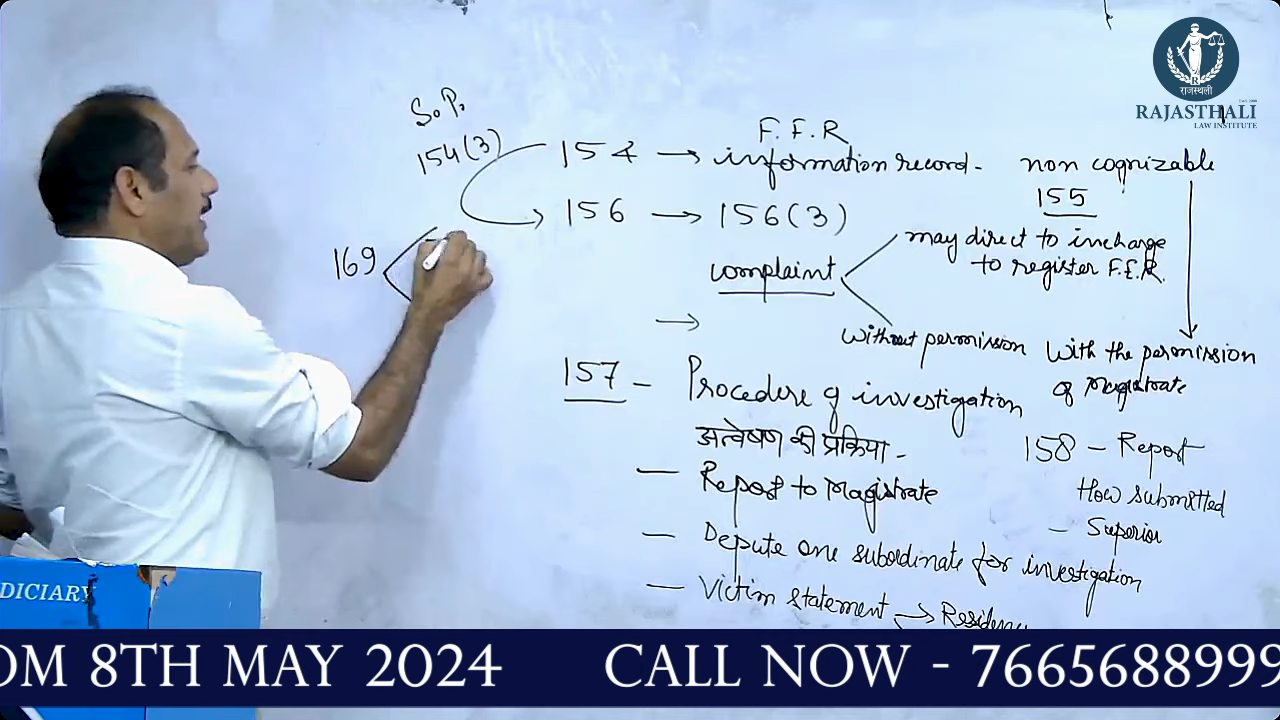 राजस्थली
RAJASTHALI
LAW INSTITUTE
S.P.
154(3)
154 → information record -
F.I.R
non cognizable
155
156 → 156(3)
complaint
may direct to incharge
to register F.I.R.
→
without permission
With the permission
of Magistrate
169
157 - Procedure of investigation
अन्वेषण की प्रक्रिया -
— Report to Magistrate
— Depute one subordinate for investigation
— Victim statement → Residence
158 - Report
How submitted
- Superior
DICIARY
OM 8TH MAY 2024 CALL NOW - 7665688999